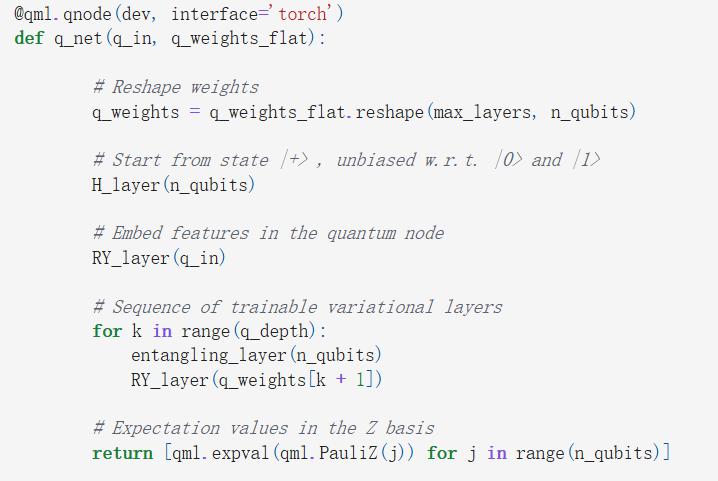 @qml.qnode(dev, interface='torch')
def q_net(q_in, q_weights_flat):
# Reshape weights
q_weights = q_weights_flat.reshape(max_layers, n_qubits)
# Start from state |+> , unbiased w.r.t. |0> and |1>
H_layer(n_qubits)
# Embed features in the quantum node
RY_layer(q_in)
# Sequence of trainable variational layers
for k in range(q_depth):
entangling_layer(n_qubits)
RY_layer(q_weights[k + 1])
# Expectation values in the Z basis
return [qml.expval(qml.PauliZ(j)) for j in range(n_qubits)]